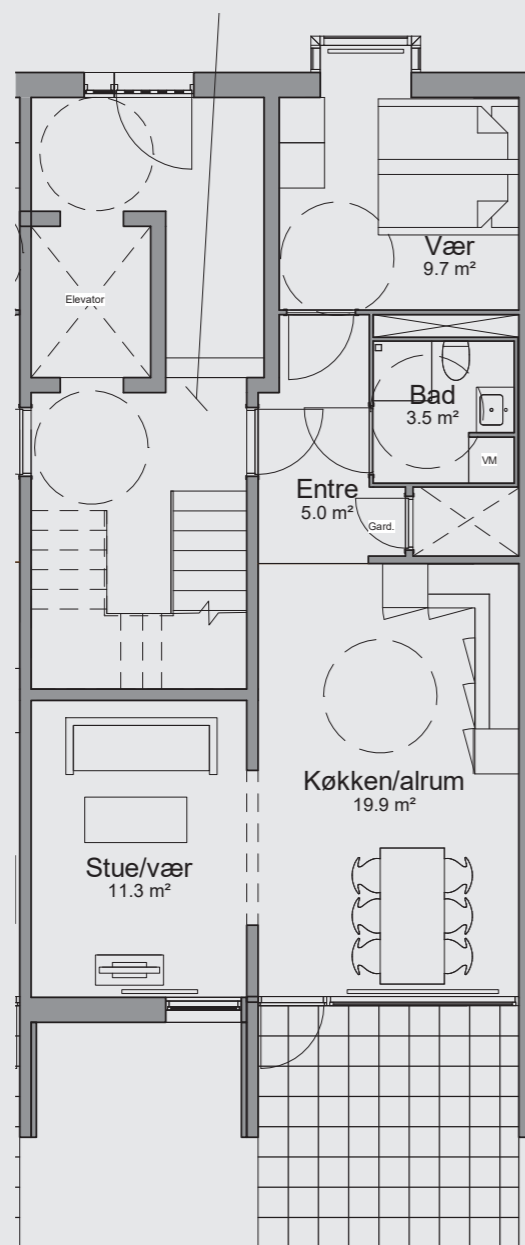 Elevator
Vær
9.7 m²
Bad
3.5 m²
VM
Entre
5.0 m²
Gard.
Køkken/alrum
19.9 m²
Stue/vær
11.3 m²